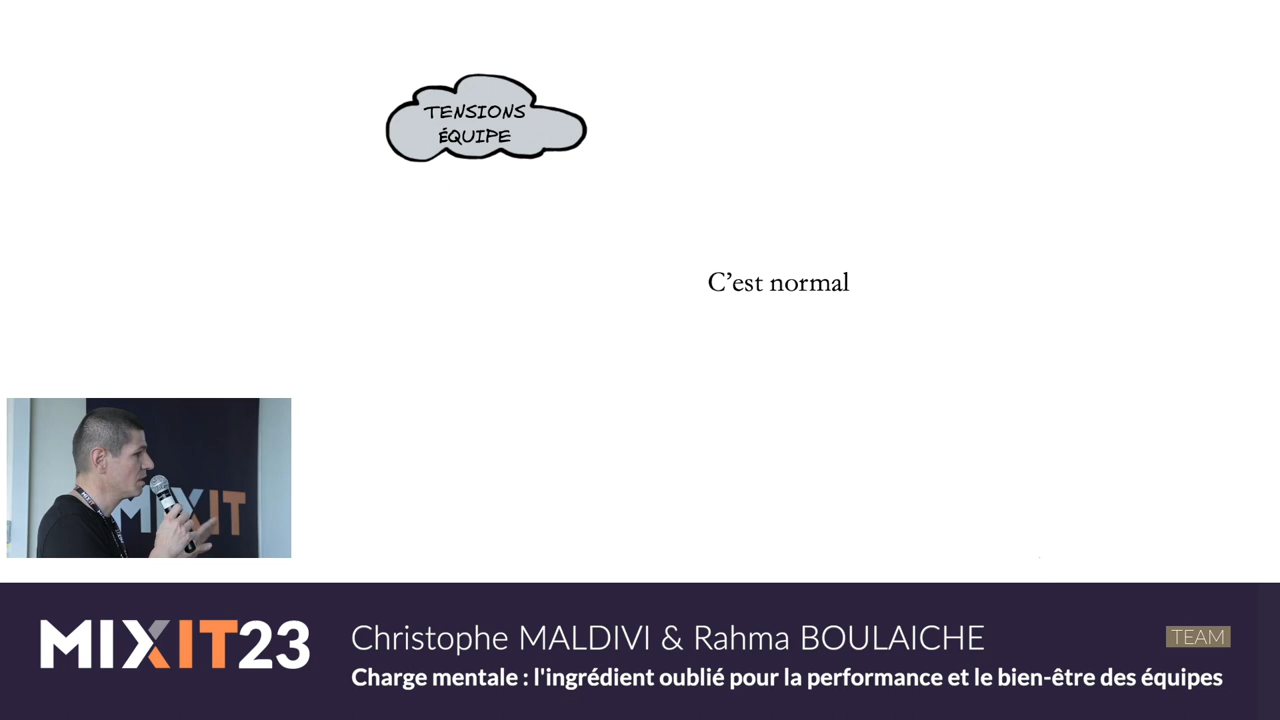 TENSIONS
ÉQUIPE
C’est normal
MIXIT
MIXIT23
Christophe MALDIVI & Rahma BOULAICHE
TEAM
Charge mentale : l'ingrédient oublié pour la performance et le bien-être des équipes